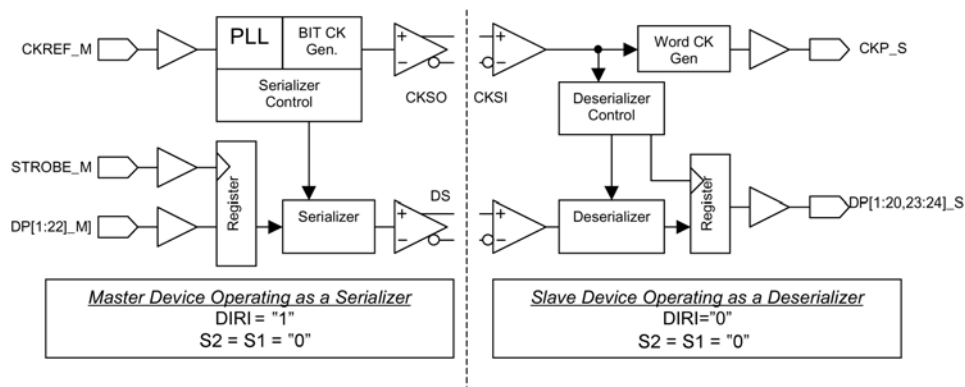 CKREF_M
PLL
BIT CK
Gen.
Serializer
Control
+
−
CKSO
STROBE_M
DP[1:22]_M]
Register
Serializer
DS
+
−
Master Device Operating as a Serializer
DIRI = "1"
S2 = S1 = "0"
CKSI
+
−
Word CK
Gen
CKP_S
Deserializer
Control
+
−
Deserializer
Register
DP[1:20,23:24]_S
Slave Device Operating as a Deserializer
DIRI="0"
S2 = S1 = "0"